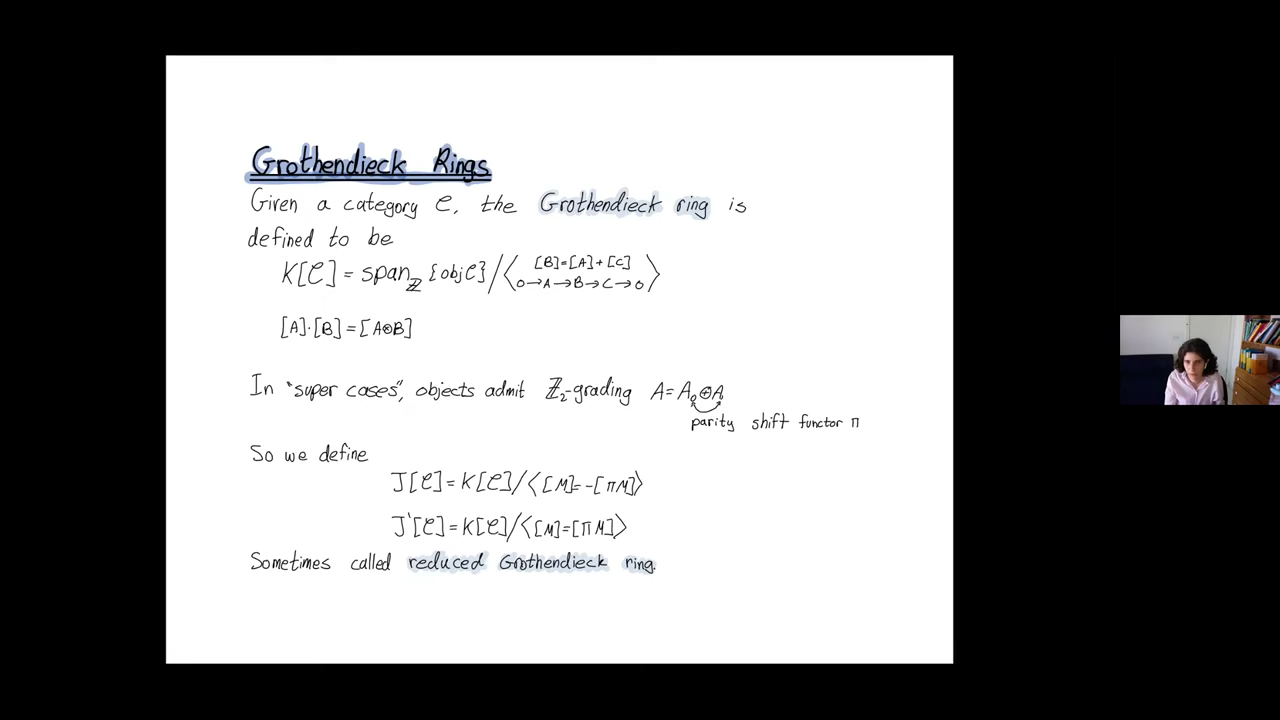 Grothendieck Rings
Given a category C, the Grothendieck ring is
defined to be
K[C] = span_ℤ {obj C} / ⟨ [B]=[A]+[C]
0→A→B→C→0 ⟩
[A]·[B] = [A⊗B]
In "super cases", objects admit ℤ₂-grading A = A₀⊕A
parity shift functor Π
So we define
J[C] = K[C]/⟨[M]=-[ΠM]⟩
J'[C] = K[C]/⟨[M]=[ΠM]⟩
Sometimes called reduced Grothendieck ring.